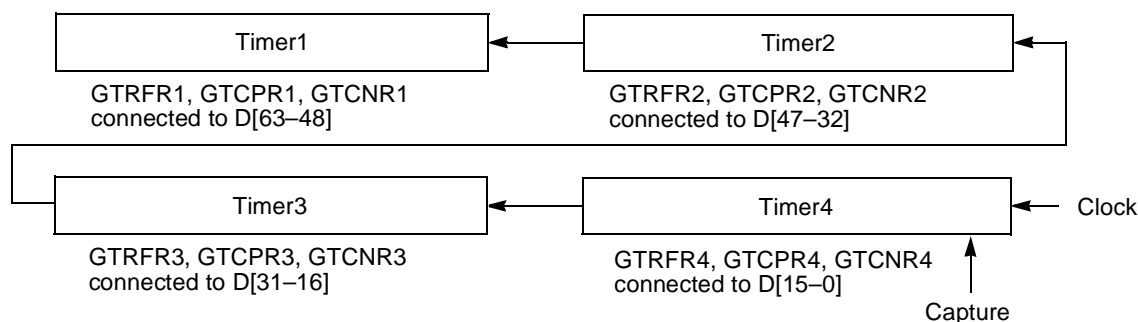 Timer1
Timer2
GTRFR1, GTCPR1, GTCNR1
connected to D[63–48]
GTRFR2, GTCPR2, GTCNR2
connected to D[47–32]
Timer3
Timer4
Clock
GTRFR3, GTCPR3, GTCNR3
connected to D[31–16]
GTRFR4, GTCPR4, GTCNR4
connected to D[15–0]
Capture